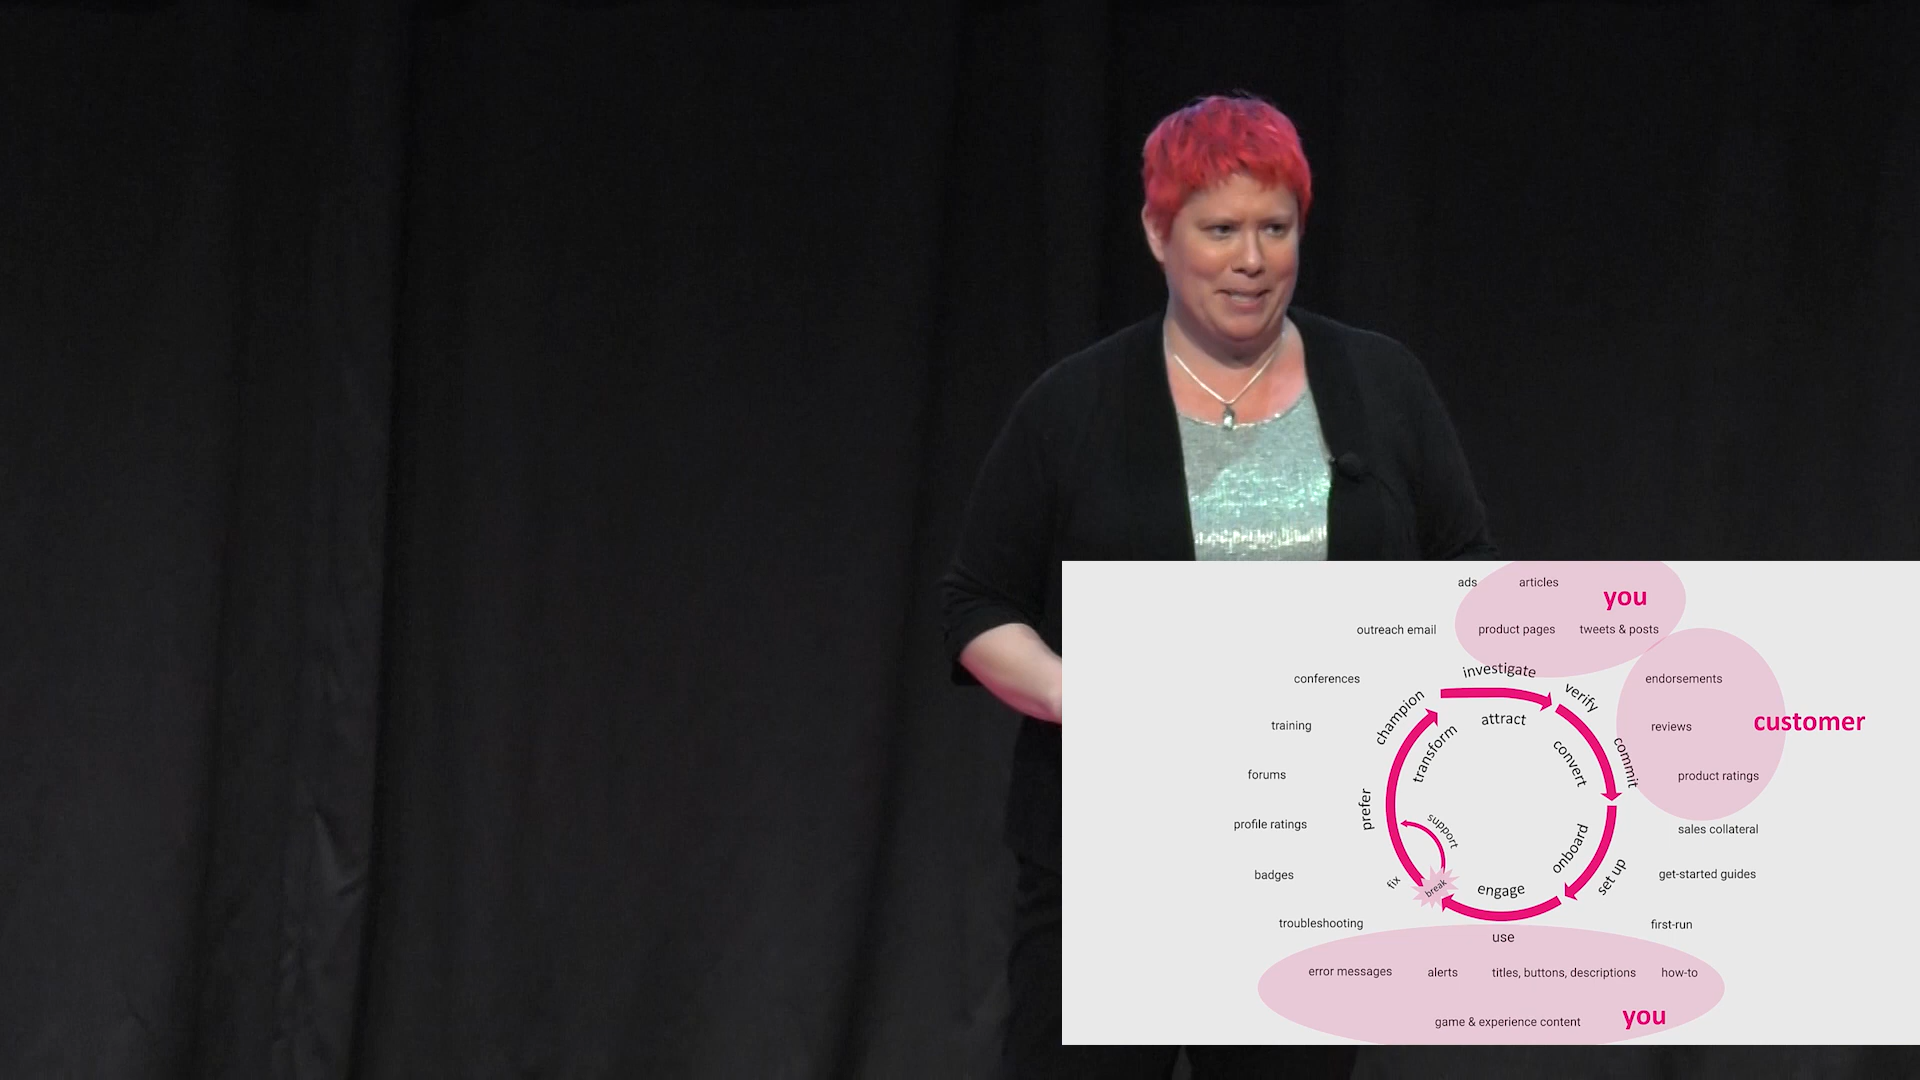 ads articles
you
outreach email product pages tweets & posts
investigate
conferences endorsements
verify
champion
attract
training reviews customer
transform
convert
commit
forums product ratings
prefer
profile ratings sales collateral
support
onboard
badges get-started guides
set up
fix
break
engage
troubleshooting first-run
use
error messages alerts titles, buttons, descriptions how-to
game & experience content you